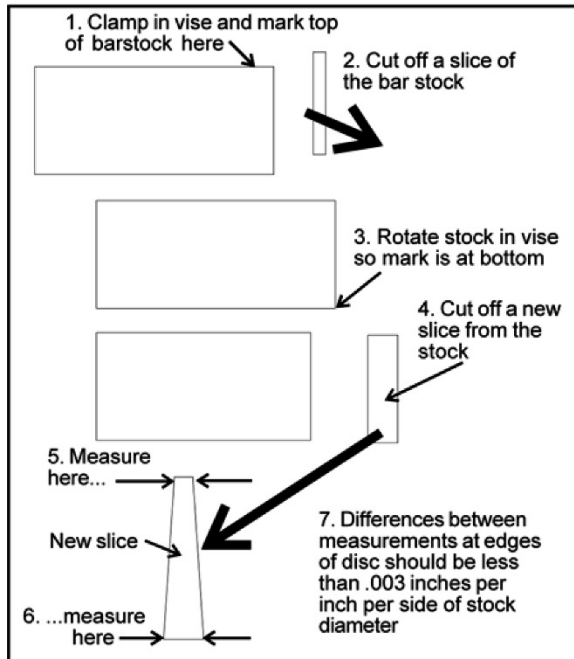 1. Clamp in vise and mark top
of barstock here
2. Cut off a slice of
the bar stock
3. Rotate stock in vise
so mark is at bottom
4. Cut off a new
slice from the
stock
5. Measure
here...
New slice
6. ...measure
here
7. Differences between
measurements at edges
of disc should be less
than .003 inches per
inch per side of stock
diameter